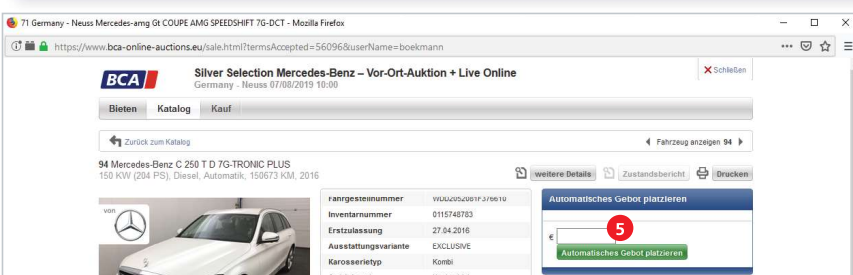 71 Germany - Neuss Mercedes-amg Gt COUPE AMG SPEEDSHIFT 7G-DCT - Mozilla Firefox
https://www.bca-online-auctions.eu/sale.html?termsAccepted=56096&userName=boekmann
BCA
Silver Selection Mercedes-Benz – Vor-Ort-Auktion + Live Online
Germany - Neuss 07/08/2019 10:00
Schließen
Bieten Katalog Kauf
Zurück zum Katalog
Fahrzeug anzeigen 94
94 Mercedes-Benz C 250 T D 7G-TRONIC PLUS
150 KW (204 PS), Diesel, Automatik, 150673 KM, 2016
weitere Details Zustandsbericht Drucken
von
Fahrgestellnummer WDD2052081F376610
Inventarnummer 0115748783
Erstzulassung 27.04.2016
Ausstattungsvariante EXCLUSIVE
Karosserietyp Kombi
Automatisches Gebot platzieren
€
5
Automatisches Gebot platzieren